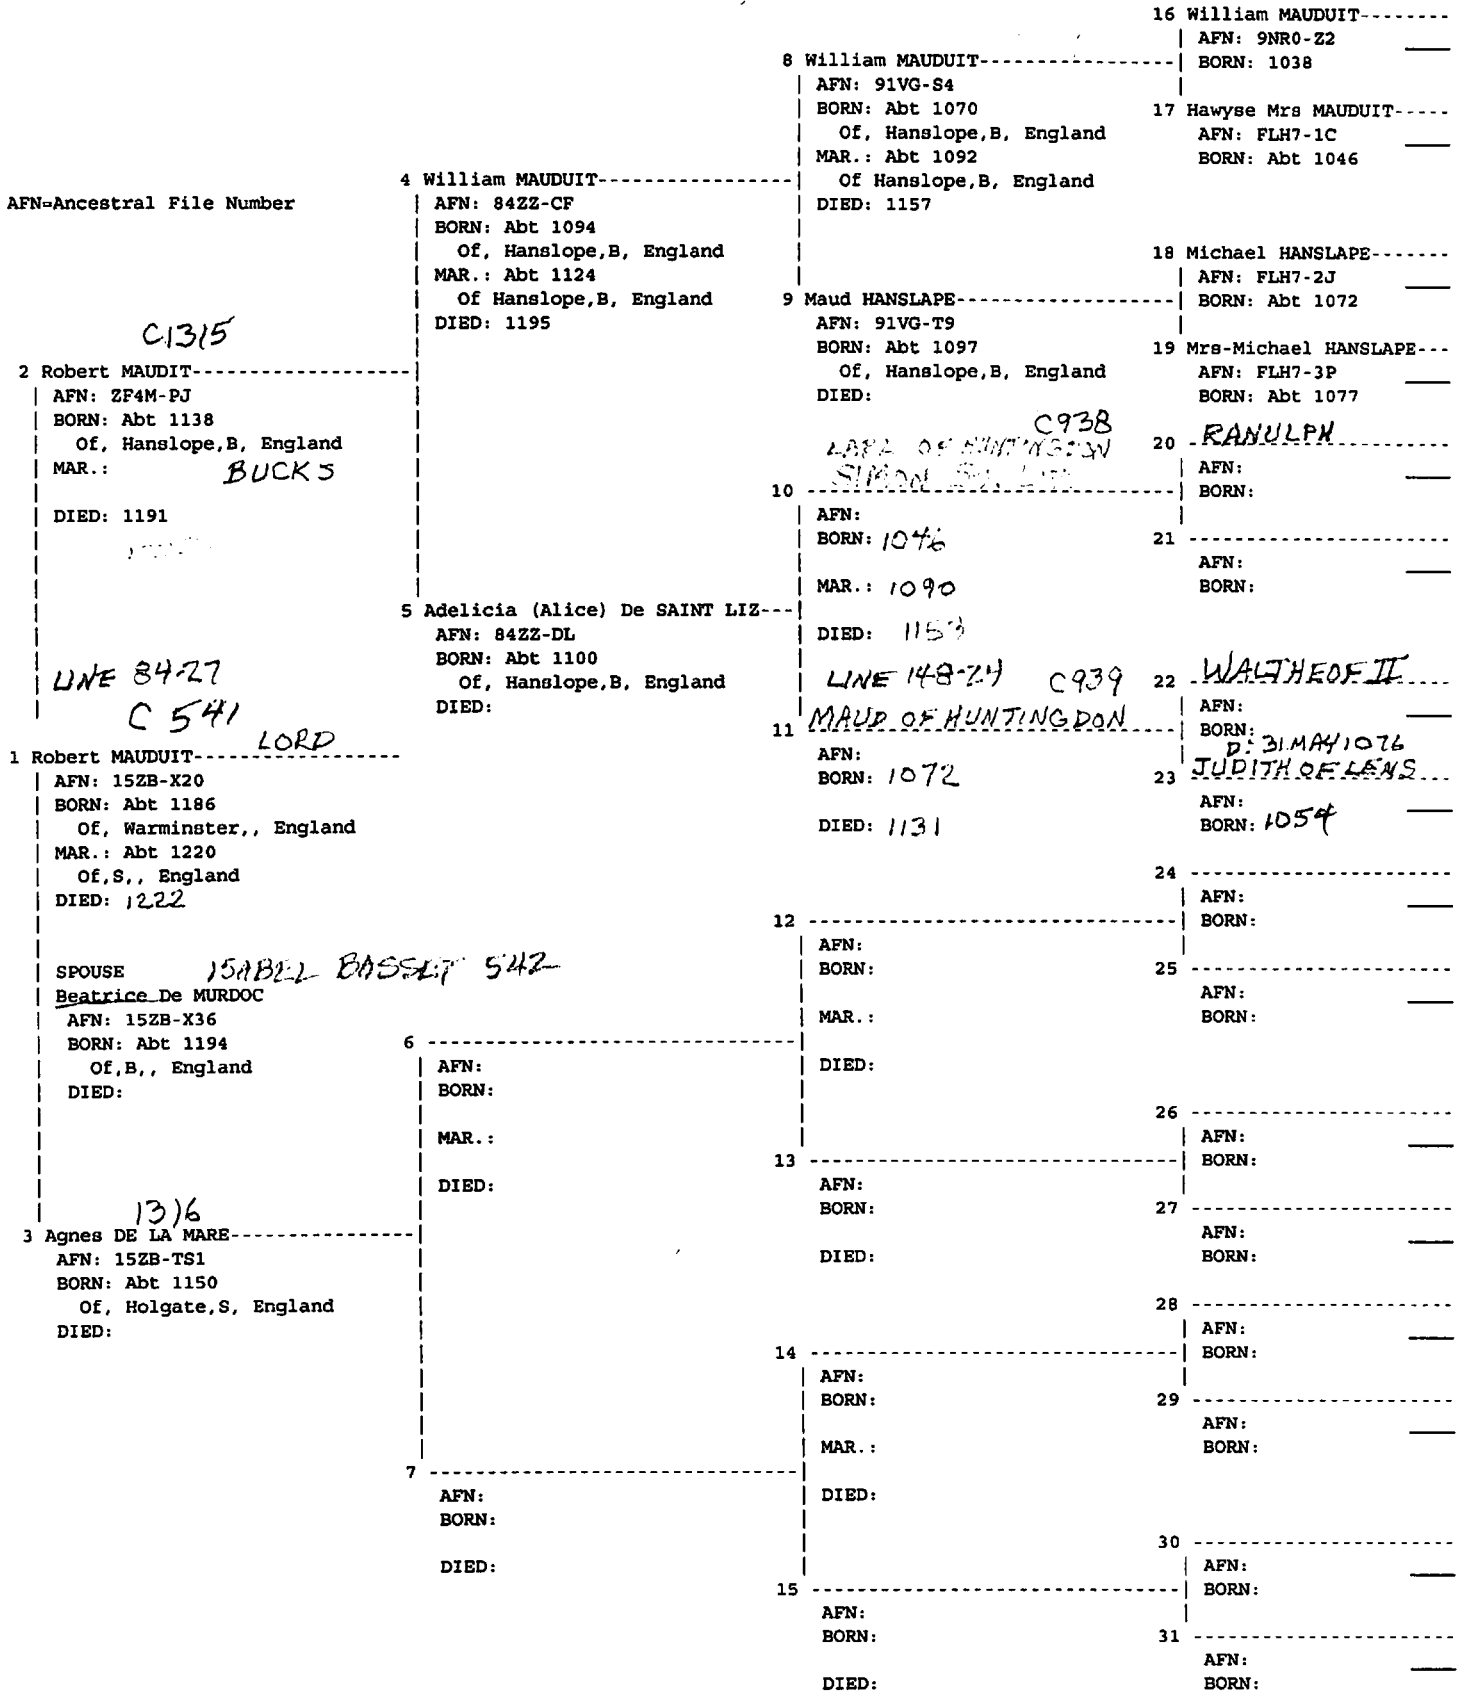 16 William MAUDUIT--------
AFN: 9NR0-Z2
BORN: 1038
8 William MAUDUIT----------------
AFN: 91VG-S4
BORN: Abt 1070
Of, Hanslope,B, England
MAR.: Abt 1092
Of Hanslope,B, England
DIED: 1157
17 Hawyse Mrs MAUDUIT-----
AFN: FLH7-1C
BORN: Abt 1046
4 William MAUDUIT----------------
AFN: 84ZZ-CF
BORN: Abt 1094
Of, Hanslope,B, England
MAR.: Abt 1124
Of Hanslope,B, England
DIED: 1195
AFN=Ancestral File Number
18 Michael HANSLAPE-------
AFN: FLH7-2J
BORN: Abt 1072
9 Maud HANSLAPE------------------
AFN: 91VG-T9
BORN: Abt 1097
Of, Hanslope,B, England
DIED:
19 Mrs-Michael HANSLAPE---
AFN: FLH7-3P
BORN: Abt 1077
C1315
2 Robert MAUDIT------------------
AFN: ZF4M-PJ
BORN: Abt 1138
Of, Hanslope,B, England
MAR.: BUCKS
DIED: 1191
C938
EARL OF HUNTINGDON
SIMON
10 -------------------------------
AFN:
BORN: 1046
MAR.: 1090
DIED: 1153
20 RANULPH
AFN:
BORN:
21 ----------------------
AFN:
BORN:
5 Adelicia (Alice) De SAINT LIZ---
AFN: 84ZZ-DL
BORN: Abt 1100
Of, Hanslope,B, England
DIED:
LINE 148-24 C939
11 MAUD OF HUNTINGDON
AFN:
BORN: 1072
DIED: 1131
22 WALTHEOF II
AFN:
BORN:
D: 31 MAY 1076
23 JUDITH OF LENS
AFN:
BORN: 1054
LINE 84-27
C 541
LORD
1 Robert MAUDUIT-----------------
AFN: 15ZB-X20
BORN: Abt 1186
Of, Warminster,, England
MAR.: Abt 1220
Of,S,, England
DIED: 1222
SPOUSE ISABEL BASSET 542
Beatrice De MURDOC
AFN: 15ZB-X36
BORN: Abt 1194
Of,B,, England
DIED:
24 ----------------------
AFN:
BORN:
12 -------------------------------
AFN:
BORN:
MAR.:
DIED:
25 ----------------------
AFN:
BORN:
6 -------------------------------
AFN:
BORN:
MAR.:
DIED:
26 ----------------------
AFN:
BORN:
13 -------------------------------
AFN:
BORN:
DIED:
27 ----------------------
AFN:
BORN:
1316
3 Agnes DE LA MARE---------------
AFN: 15ZB-TS1
BORN: Abt 1150
Of, Holgate,S, England
DIED:
28 ----------------------
AFN:
BORN:
14 -------------------------------
AFN:
BORN:
MAR.:
DIED:
29 ----------------------
AFN:
BORN:
7 -------------------------------
AFN:
BORN:
DIED:
30 ----------------------
AFN:
BORN:
15 -------------------------------
AFN:
BORN:
DIED:
31 ----------------------
AFN:
BORN: